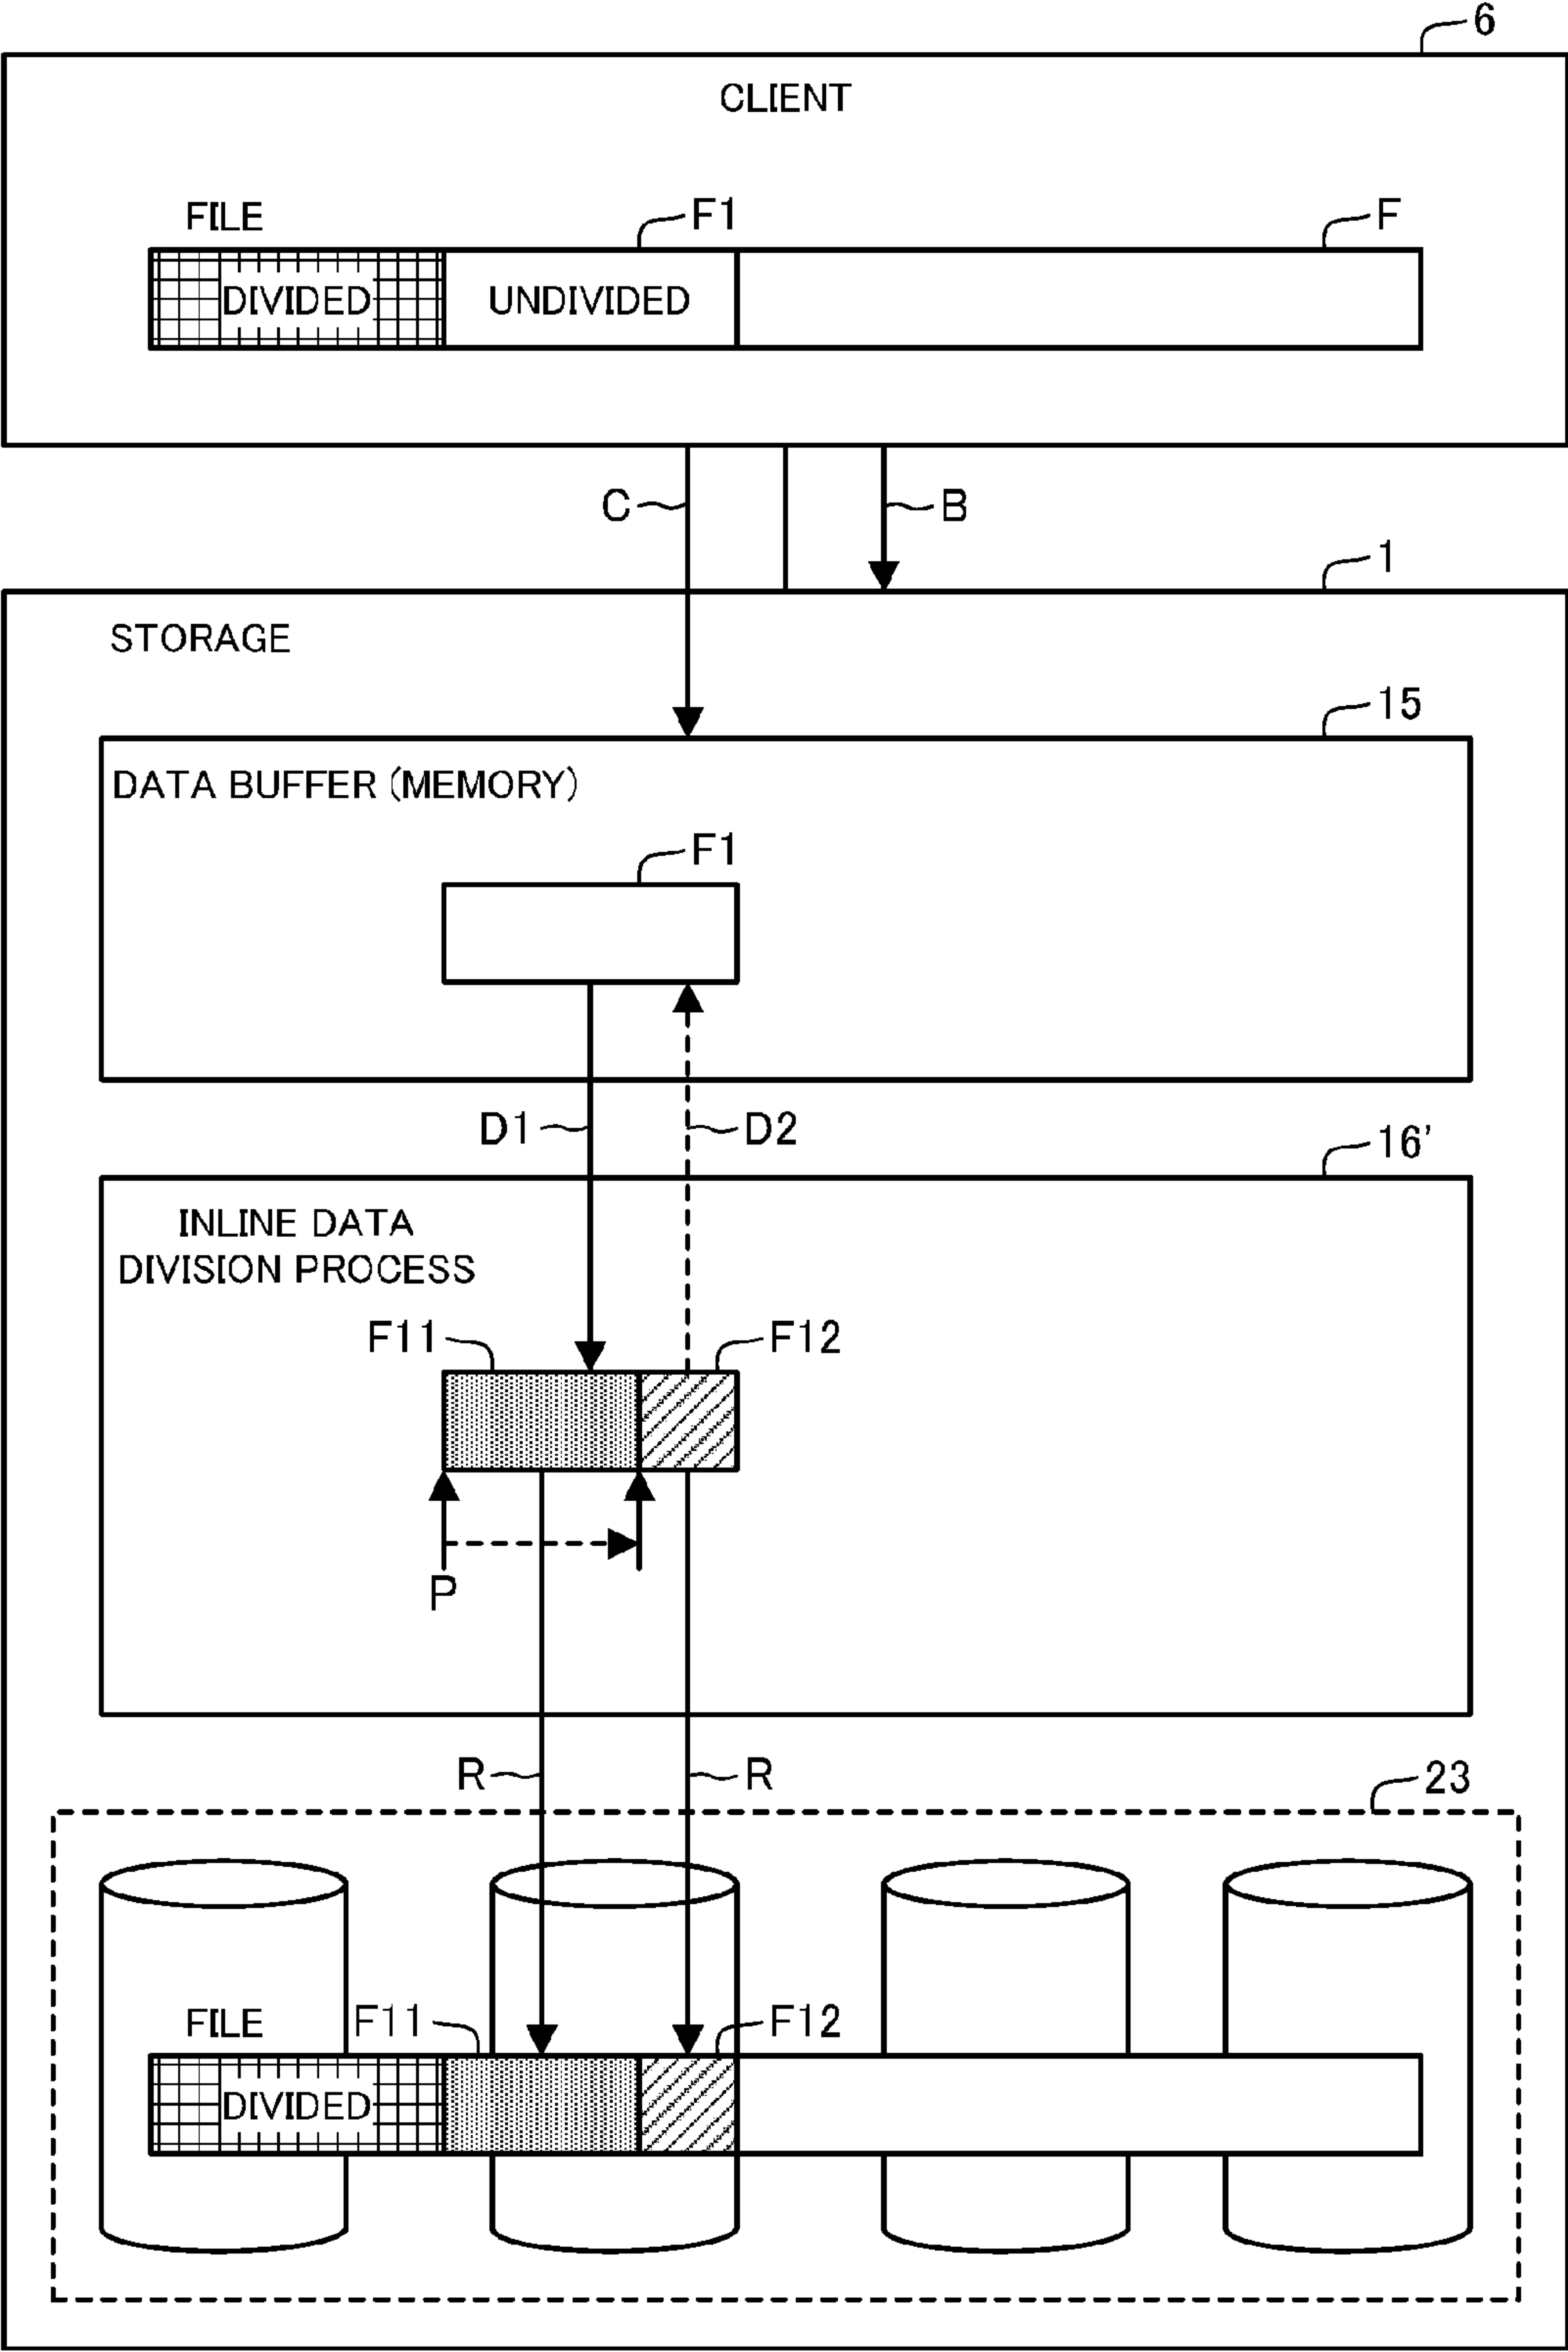 6
CLIENT
FILE
F1
F
DIVIDED
UNDIVIDED
C
B
1
STORAGE
15
DATA BUFFER (MEMORY)
F1
D1
D2
16'
INLINE DATA
DIVISION PROCESS
F11
F12
P
R
R
23
FILE
F11
F12
DIVIDED